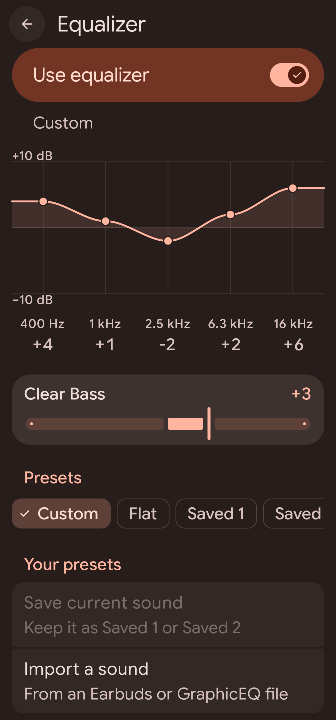 Equalizer
Use equalizer
Custom
+10 dB
−10 dB
400 Hz 1 kHz 2.5 kHz 6.3 kHz 16 kHz
+4 +1 -2 +2 +6
Clear Bass +3
Presets
Custom Flat Saved 1 Saved
Your presets
Save current sound
Keep it as Saved 1 or Saved 2
Import a sound
From an Earbuds or GraphicEQ file